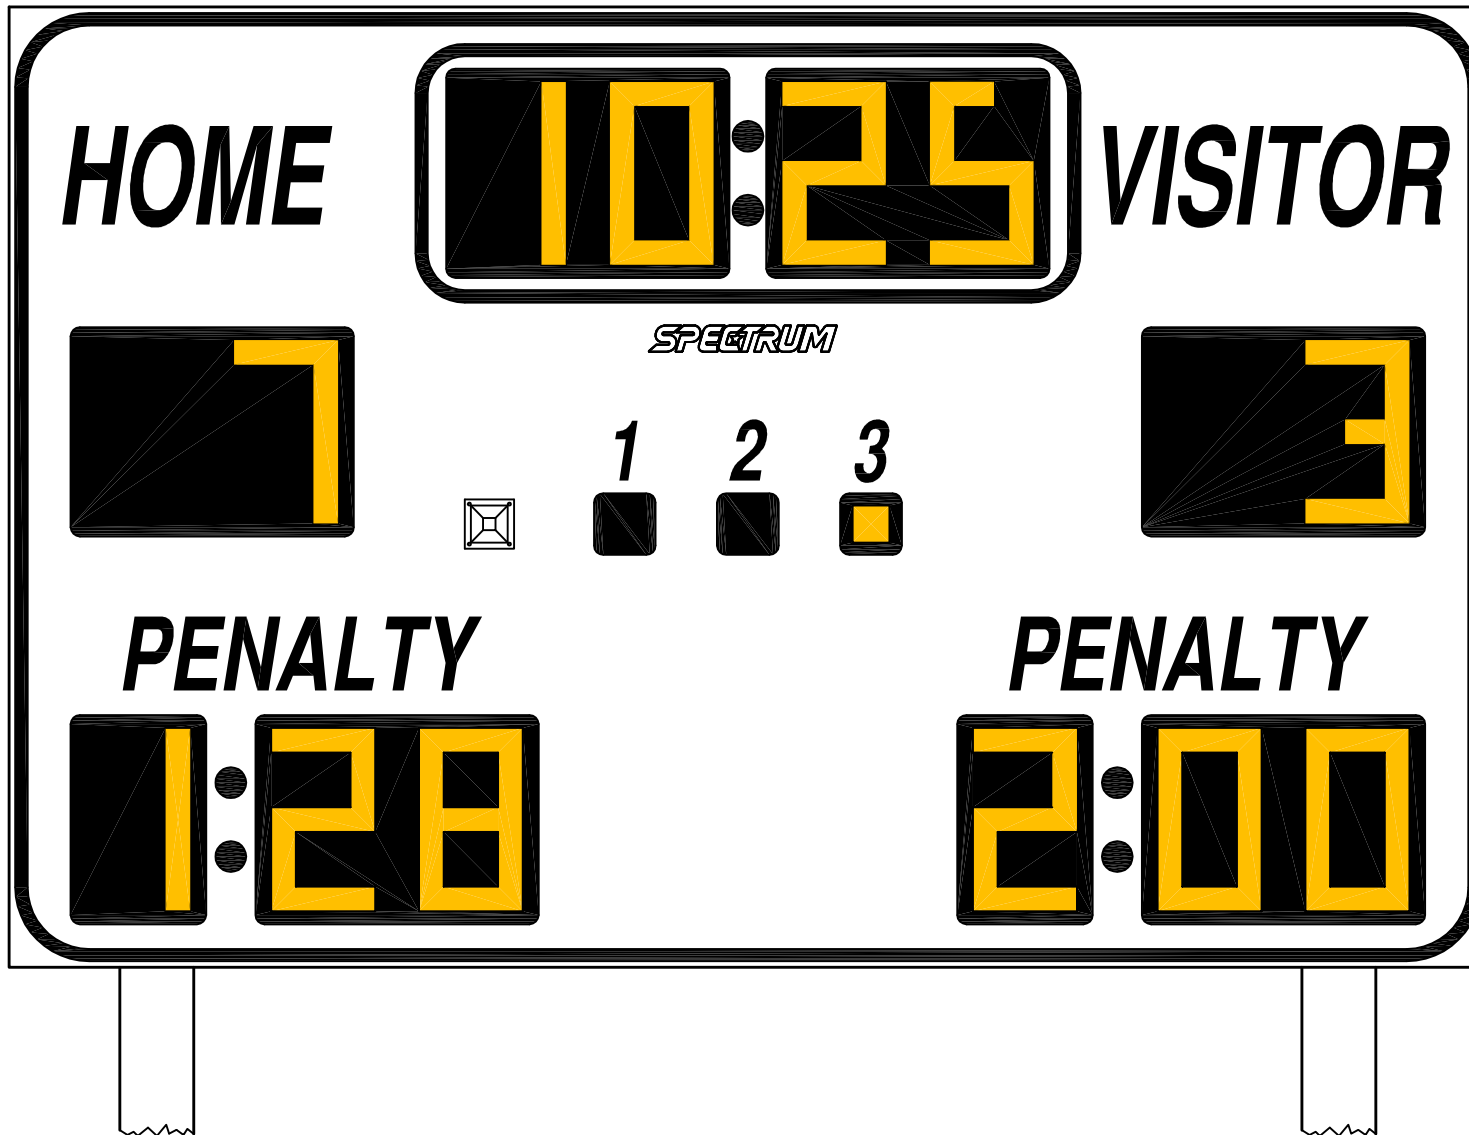 HOME 10:25 VISITOR
SPECTRUM
7 3
1 2 3
PENALTY PENALTY
1:28 2:00